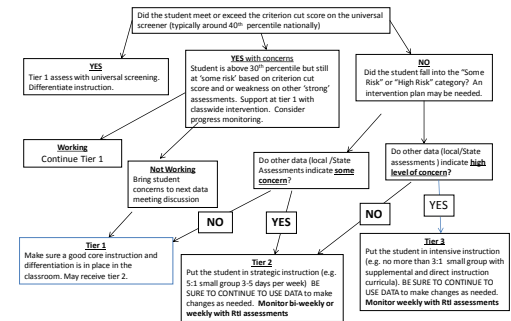 Did the student meet or exceed the criterion cut score on the universal
screener (typically around 40th percentile nationally)
YES
Tier 1 assess with universal screening.
Differentiate instruction.
YES with concerns
Student is above 30th percentile but still
at 'some risk' based on criterion cut
score and or weakness on other 'strong'
assessments. Support at tier 1 with
classwide intervention. Consider
progress monitoring.
NO
Did the student fall into the "Some
Risk" or "High Risk" category? An
intervention plan may be needed.
Working
Continue Tier 1
Not Working
Bring student
concerns to next data
meeting discussion
Do other data (local /State
Assessments indicate some
concern?
Do other data (local/State
assessments ) indicate high
level of concern?
NO
YES
NO
YES
Tier 1
Make sure a good core instruction and
differentiation is in place in the
classroom. May receive tier 2.
Tier 2
Put the student in strategic instruction (e.g.
5:1 small group 3-5 days per week) BE
SURE TO CONTINUE TO USE DATA to make
changes as needed. Monitor bi-weekly or
weekly with RtI assessments
Tier 3
Put the student in intensive instruction
(e.g. no more than 3:1 small group with
supplemental and direct instruction
curricula). BE SURE TO CONTINUE TO
USE DATA to make changes as needed.
Monitor weekly with RtI assessments